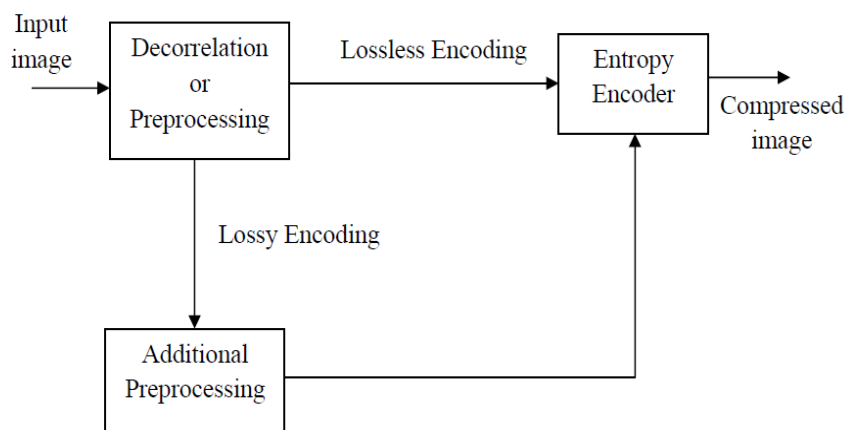 Input
image
Decorrelation
or
Preprocessing
Lossless Encoding
Entropy
Encoder
Compressed
image
Lossy Encoding
Additional
Preprocessing